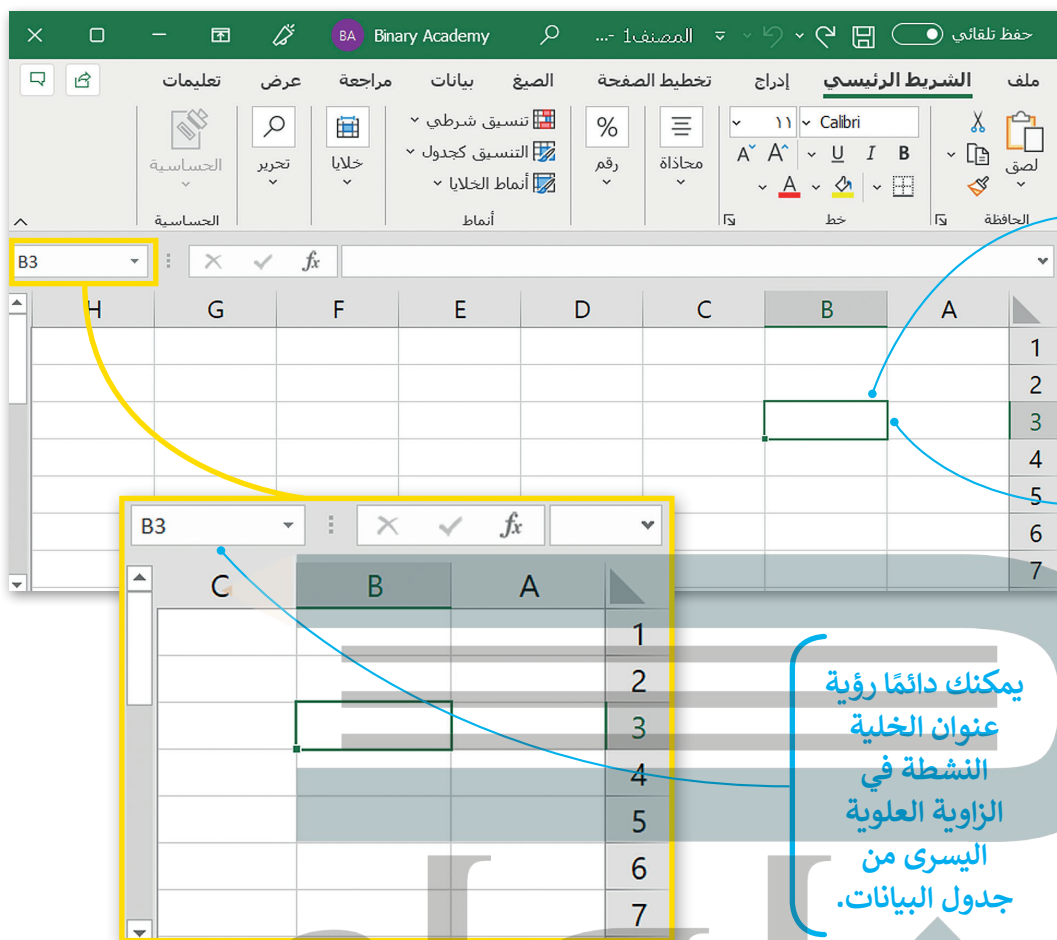 حفظ تلقائي المصنف1 -... Binary Academy BA
ملف الشريط الرئيسي إدراج تخطيط الصفحة الصيغ بيانات مراجعة عرض تعليمات
لصق Calibri ١١ محاذاة % رقم تنسيق شرطي خلايا تحرير الحساسية
B I U A A التنسيق كجدول
A أنماط الخلايا
الحافظة خط أنماط الحساسية
B3 fx
A B C D E F G H
1
2
3
4
5
6
7
B3 fx
A B C
1
2
3
4
5
6
7
يمكنك دائمًا رؤية
عنوان الخلية
النشطة في
الزاوية العلوية
اليسرى من
جدول البيانات.